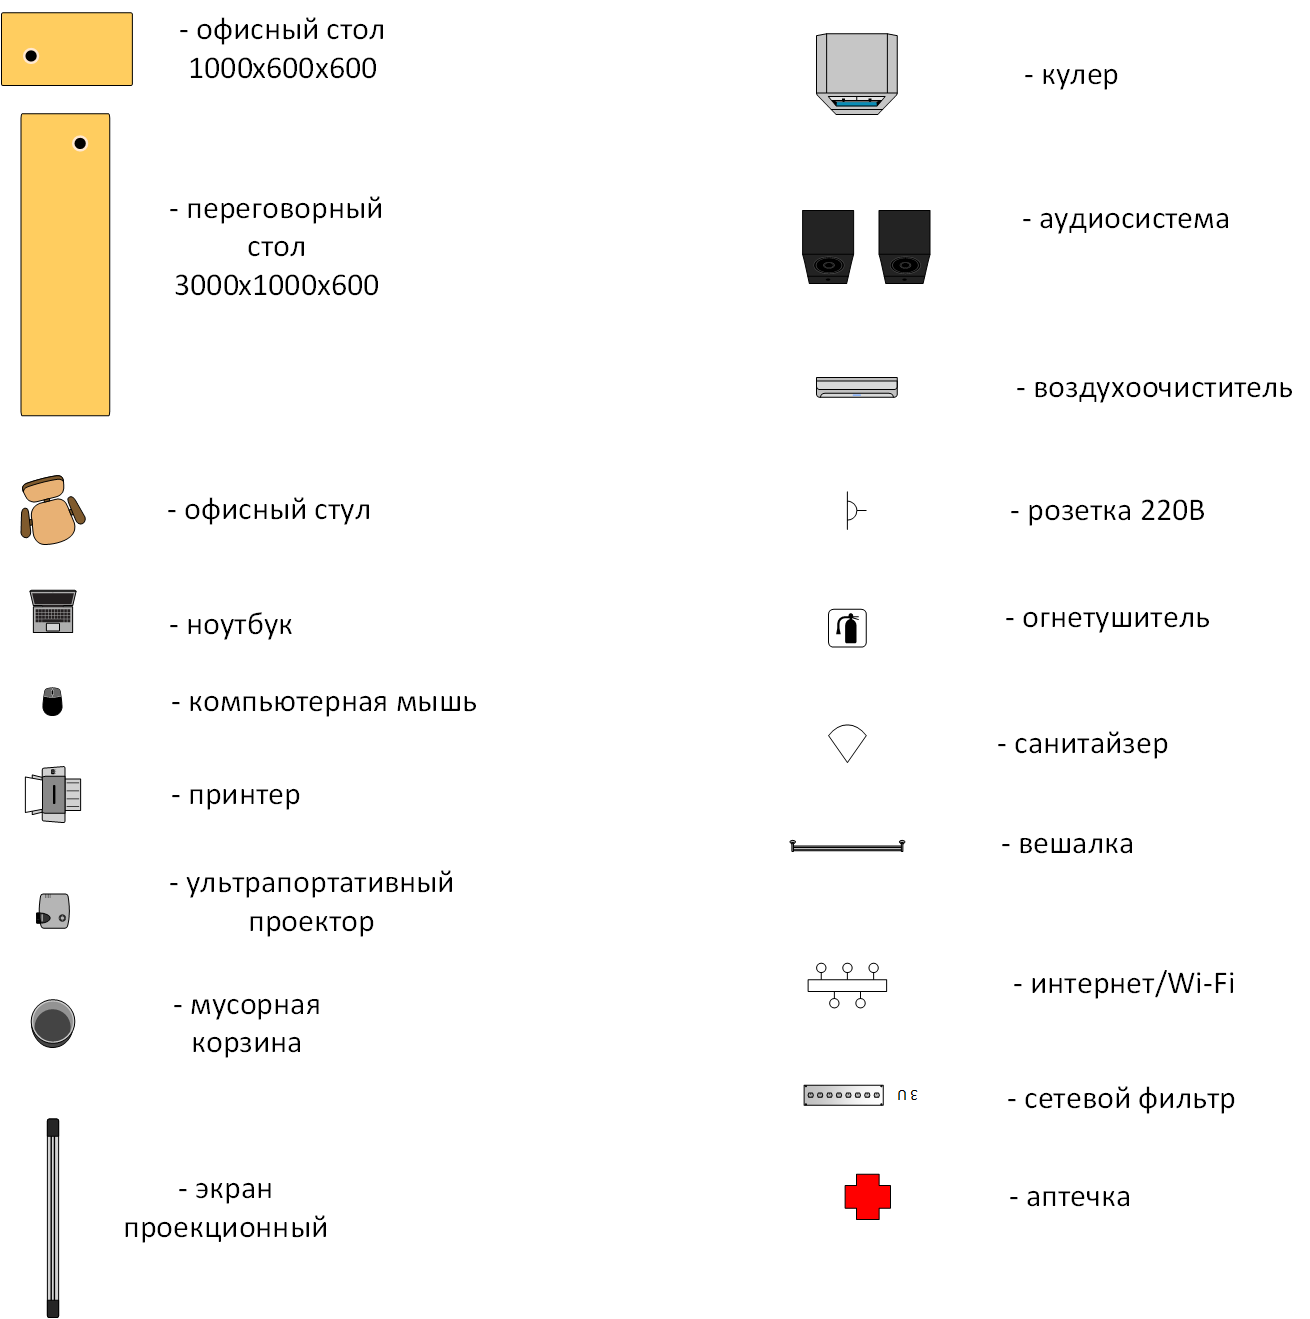 - офисный стол
1000х600х600
- переговорный
стол
3000х1000х600
- офисный стул
- ноутбук
- компьютерная мышь
- принтер
- ультрапортативный
проектор
- мусорная
корзина
- экран
проекционный
- кулер
- аудиосистема
- воздухоочиститель
- розетка 220В
- огнетушитель
- санитайзер
- вешалка
- интернет/Wi-Fi
- сетевой фильтр
- аптечка